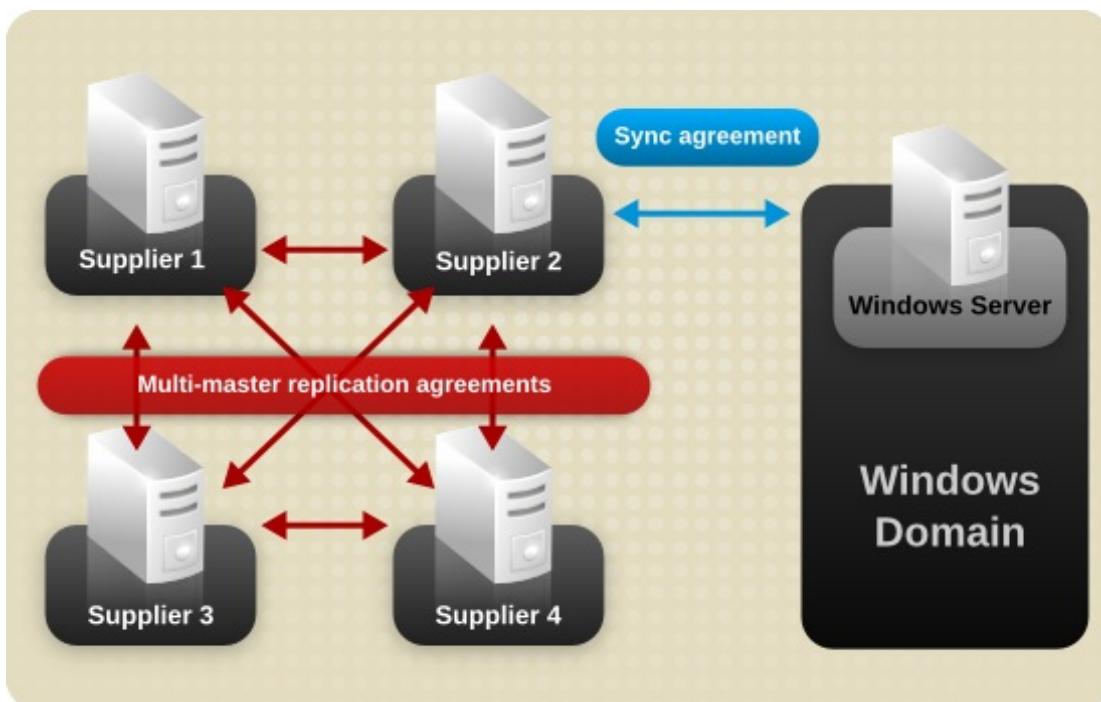 Sync agreement
Supplier 1
Supplier 2
Windows Server
Multi-master replication agreements
Windows
Domain
Supplier 3
Supplier 4